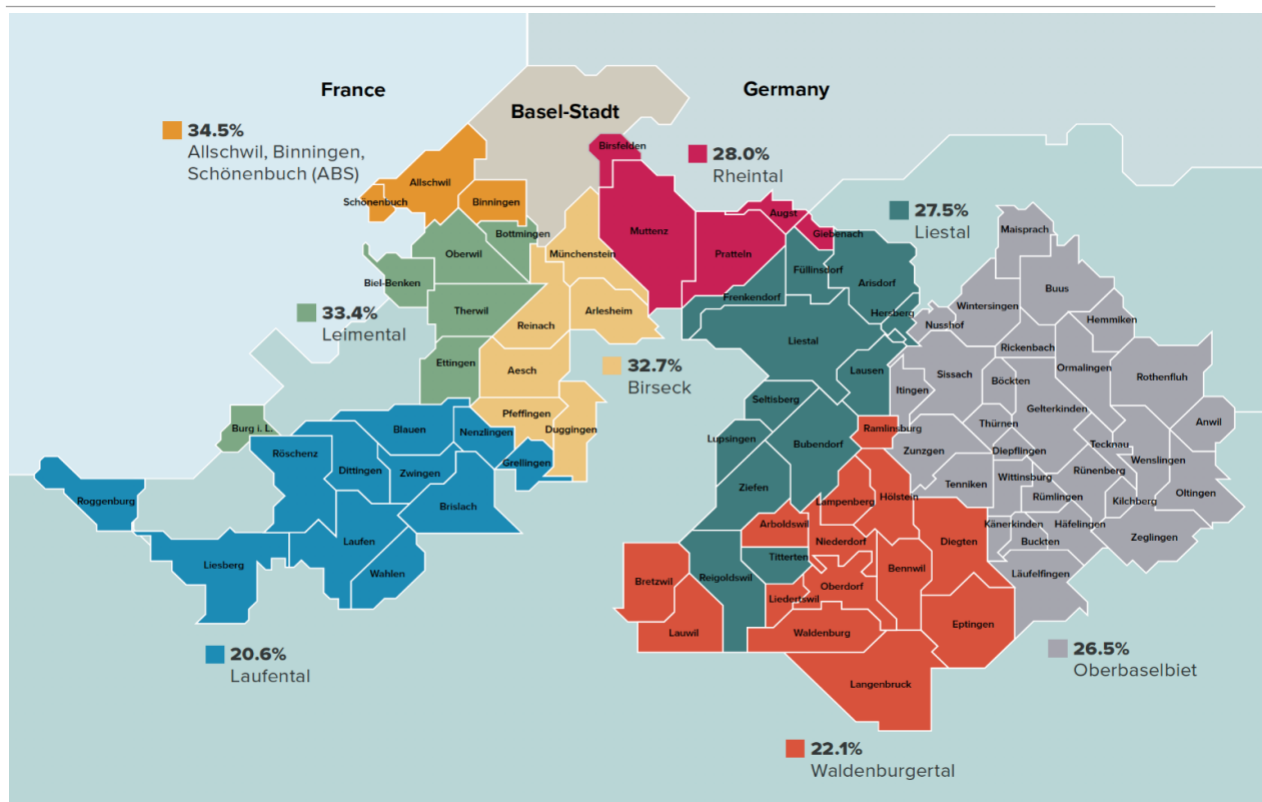 France
Germany
Basel-Stadt
34.5%
Allschwil, Binningen,
Schönenbuch (ABS)
28.0%
Rheintal
27.5%
Liestal
33.4%
Leimental
32.7%
Birseck
20.6%
Laufental
26.5%
Oberbaselbiet
22.1%
Waldenburgertal
Birsfelden
Allschwil
Schönenbuch
Binningen
Bottmingen
Oberwil
Biel-Benken
Therwil
Ettingen
Burg i. L.
Münchenstein
Reinach
Arlesheim
Aesch
Pfeffingen
Duggingen
Muttenz
Pratteln
Augst
Giebenach
Füllinsdorf
Arisdorf
Frenkendorf
Hersberg
Liestal
Lausen
Seltisberg
Lupsingen
Bubendorf
Ziefen
Titterten
Reigoldswil
Ramlinsburg
Lampenberg
Hölstein
Arboldswil
Niederdorf
Bennwil
Diegten
Oberdorf
Liedertswil
Bretzwil
Lauwil
Waldenburg
Eptingen
Langenbruck
Blauen
Nenzlingen
Grellingen
Röschenz
Dittingen
Zwingen
Brislach
Roggenburg
Laufen
Liesberg
Wahlen
Maisprach
Buus
Wintersingen
Hemmiken
Nusshof
Rickenbach
Ormalingen
Rothenfluh
Sissach
Itingen
Böckten
Gelterkinden
Anwil
Thürnen
Zunzgen
Diepflingen
Tecknau
Wenslingen
Rünenberg
Tenniken
Wittinsburg
Rümlingen
Kilchberg
Oltingen
Känerkinden
Häfelingen
Buckten
Zeglingen
Läufelfingen